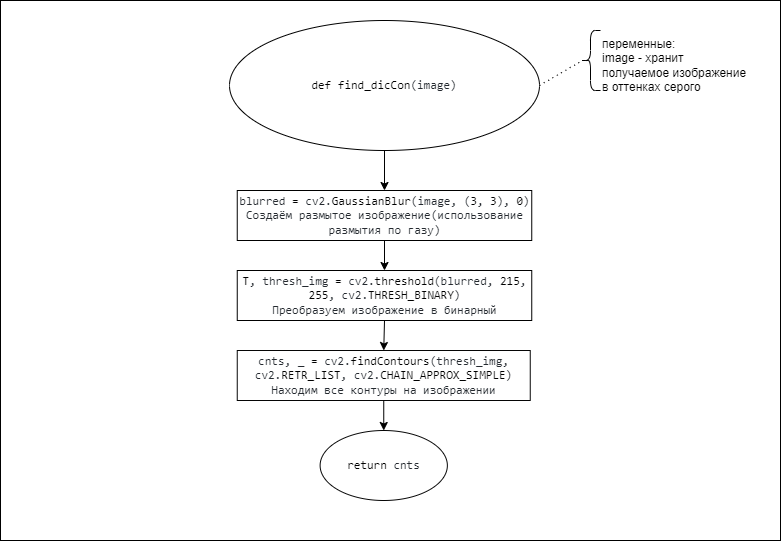 def find_dicCon(image)
переменные:
image - хранит
получаемое изображение
в оттенках серого
blurred = cv2.GaussianBlur(image, (3, 3), 0)
Создаём размытое изображение(использование
размытия по газу)
T, thresh_img = cv2.threshold(blurred, 215,
255, cv2.THRESH_BINARY)
Преобразуем изображение в бинарный
cnts, _ = cv2.findContours(thresh_img,
cv2.RETR_LIST, cv2.CHAIN_APPROX_SIMPLE)
Находим все контуры на изображении
return cnts